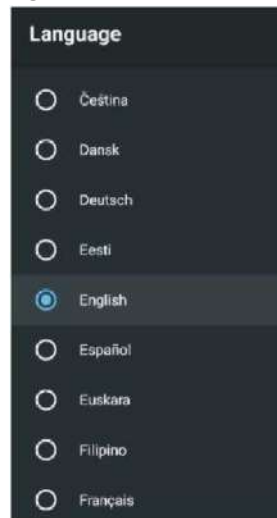 Language
Čeština
Dansk
Deutsch
Eesti
English
Español
Euskara
Filipino
Français